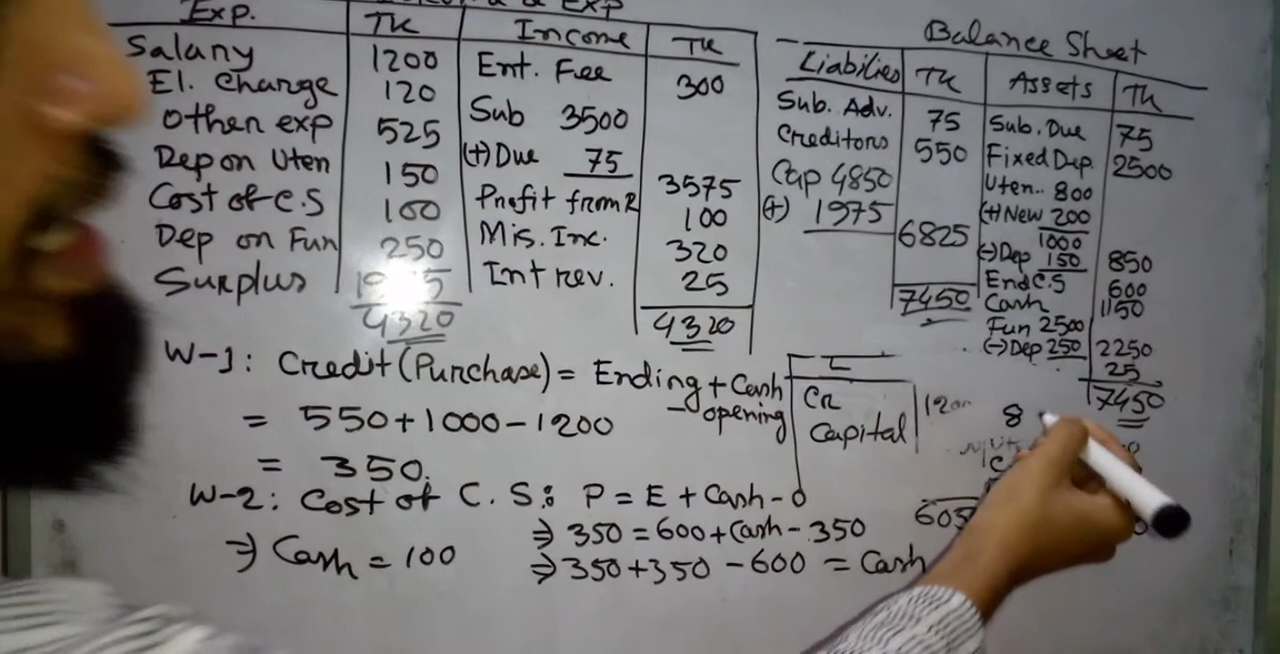 & Exp
Exp. TK Income TK
Salary 1200 Ent. Fee 300
El. Charge 120 Sub 3500
Other exp 525 (+) Due 75 3575
Dep on Uten 150 Profit from R 100
Cost of C.S 100 Mis. Inc. 320
Dep on Fun 250 Int rev. 25
Surplus
4320 4320
Balance Sheet
Liabilies TK Assets TK
Sub. Adv. 75 Sub. Due 75
Creditors 550 Fixed Dep. 2500
Cap 4850 Uten.. 800
(+) 1975 6825 (+) New 200
1000
(-) Dep 150 850
End C.S 600
7450 Cash 1150
Fun 2500
(-) Dep 250 2250
25
7450
W-1: Credit (Purchase) = Ending + Cash
- opening
= 550+1000-1200
= 350.
L
CR 1200
Capital
8
605
W-2: Cost of C. S: P = E + Cash - O
⇒ 350 = 600 + Cash - 350
⇒ 350 + 350 - 600 = Cash
⇒ Cash = 100